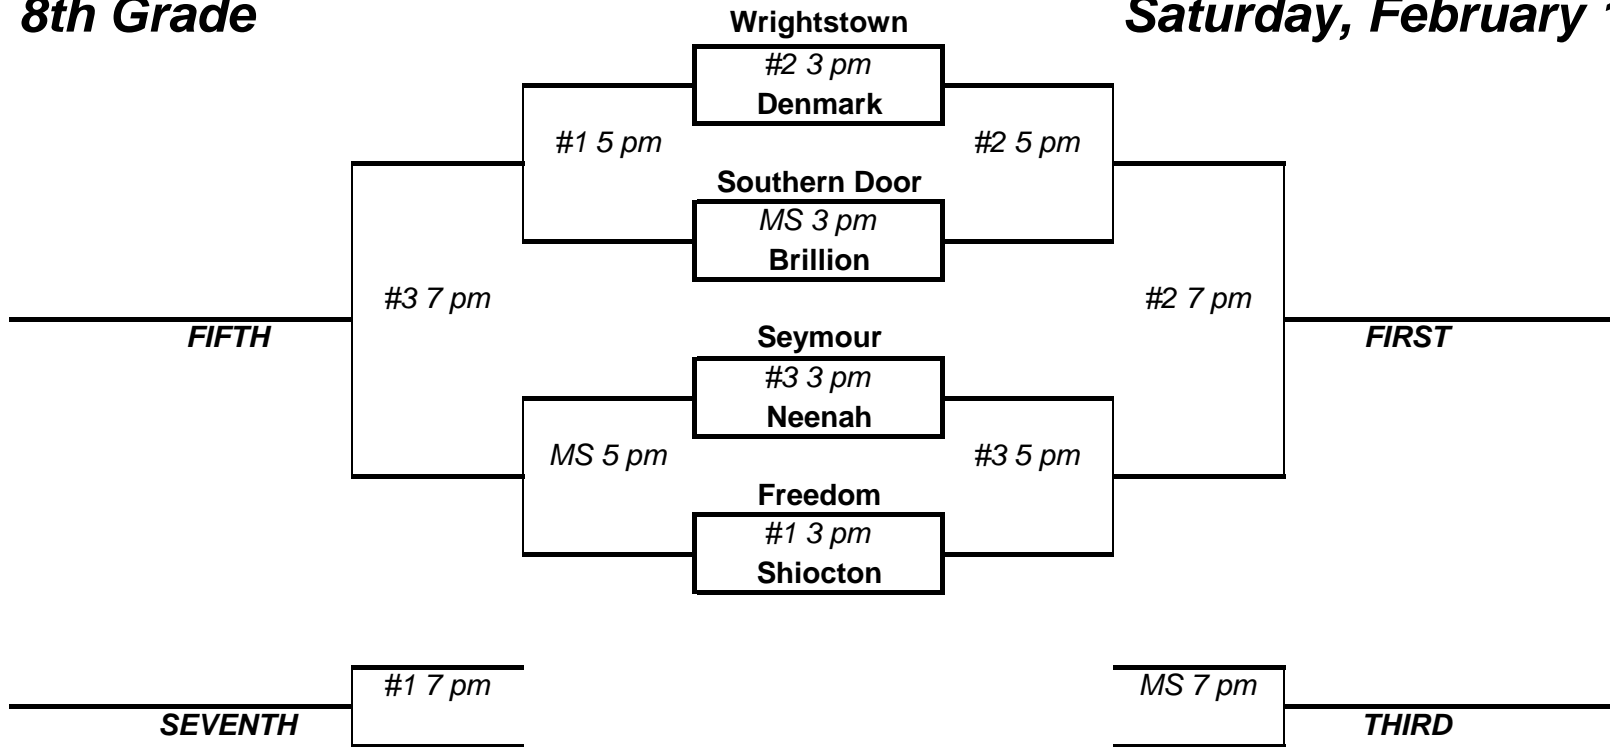 8th Grade
Saturday, February
Wrightstown
#2 3 pm
Denmark
#1 5 pm
#2 5 pm
Southern Door
MS 3 pm
Brillion
#3 7 pm
#2 7 pm
FIFTH
FIRST
Seymour
#3 3 pm
Neenah
MS 5 pm
#3 5 pm
Freedom
#1 3 pm
Shiocton
#1 7 pm
MS 7 pm
SEVENTH
THIRD